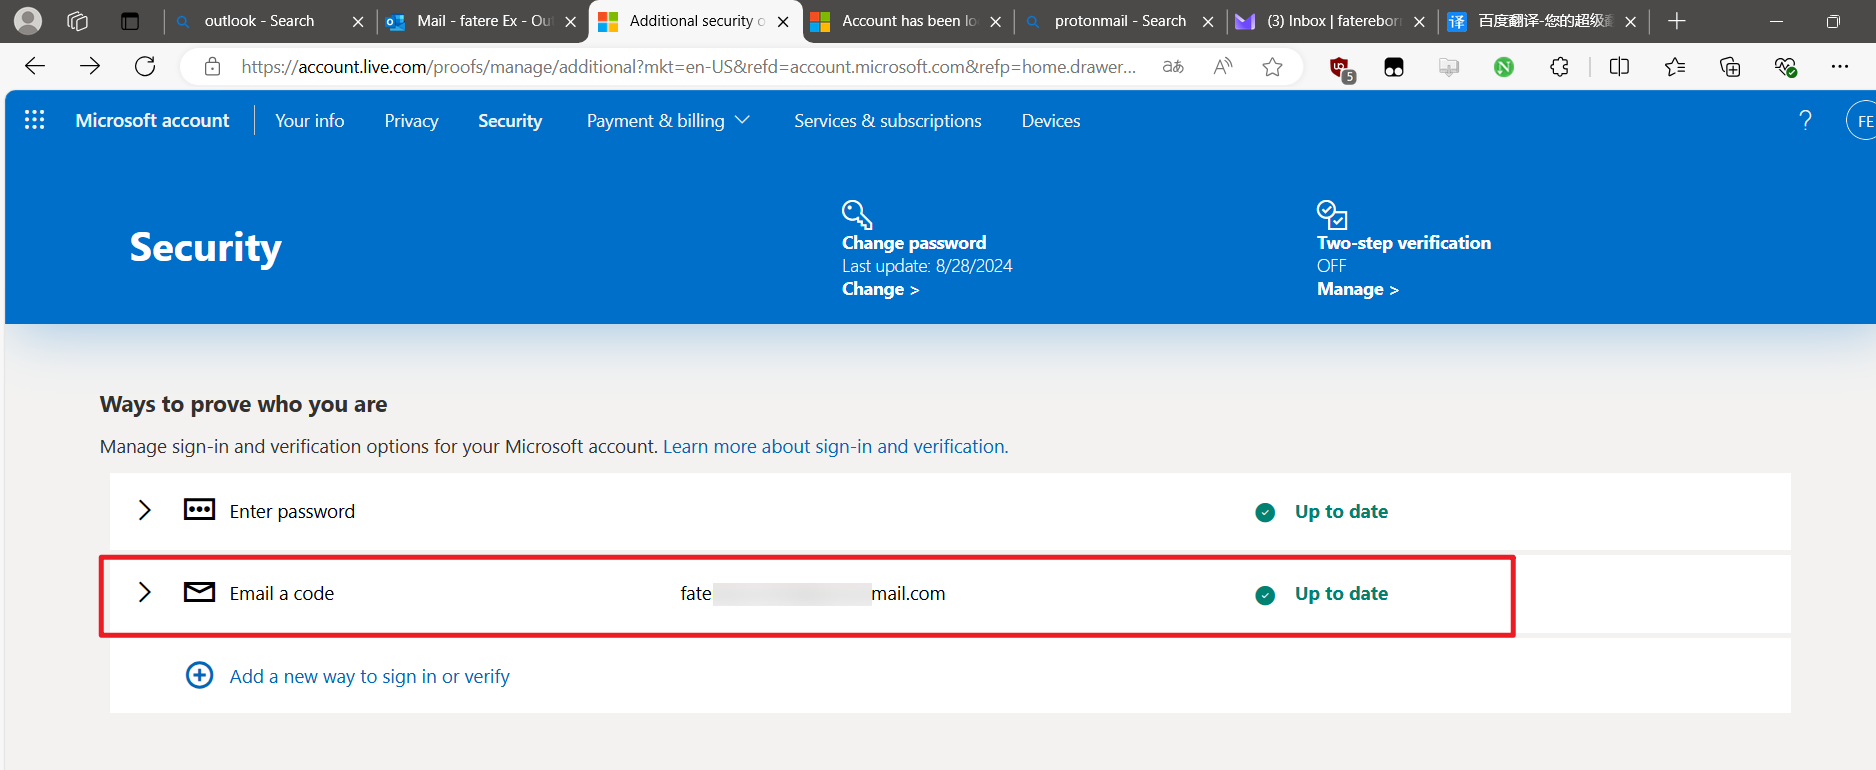 outlook - Search
Mail - fatere Ex - Out
Additional security o
Account has been lo
protonmail - Search
(3) Inbox | faterebor
百度翻译-您的超级
https://account.live.com/proofs/manage/additional?mkt=en-US&refd=account.microsoft.com&refp=home.drawer...
5
Microsoft account
Your info
Privacy
Security
Payment & billing
Services & subscriptions
Devices
?
FE
Security
Change password
Last update: 8/28/2024
Change >
Two-step verification
OFF
Manage >
Ways to prove who you are
Manage sign-in and verification options for your Microsoft account. Learn more about sign-in and verification.
Enter password
Up to date
Email a code
fate
mail.com
Up to date
Add a new way to sign in or verify